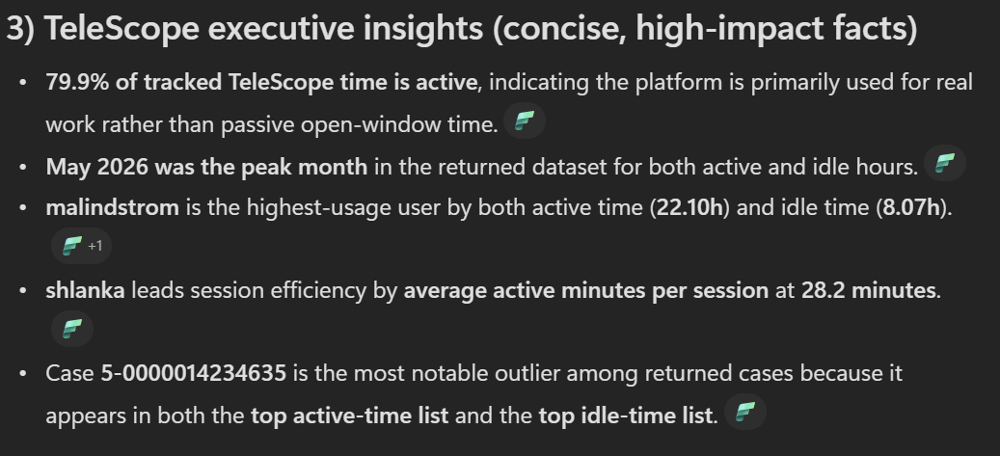 3) TeleScope executive insights (concise, high-impact facts)
• 79.9% of tracked TeleScope time is active, indicating the platform is primarily used for real
work rather than passive open-window time.
• May 2026 was the peak month in the returned dataset for both active and idle hours.
• malindstrom is the highest-usage user by both active time (22.10h) and idle time (8.07h).
+1
• shlanka leads session efficiency by average active minutes per session at 28.2 minutes.
• Case 5-0000014234635 is the most notable outlier among returned cases because it
appears in both the top active-time list and the top idle-time list.